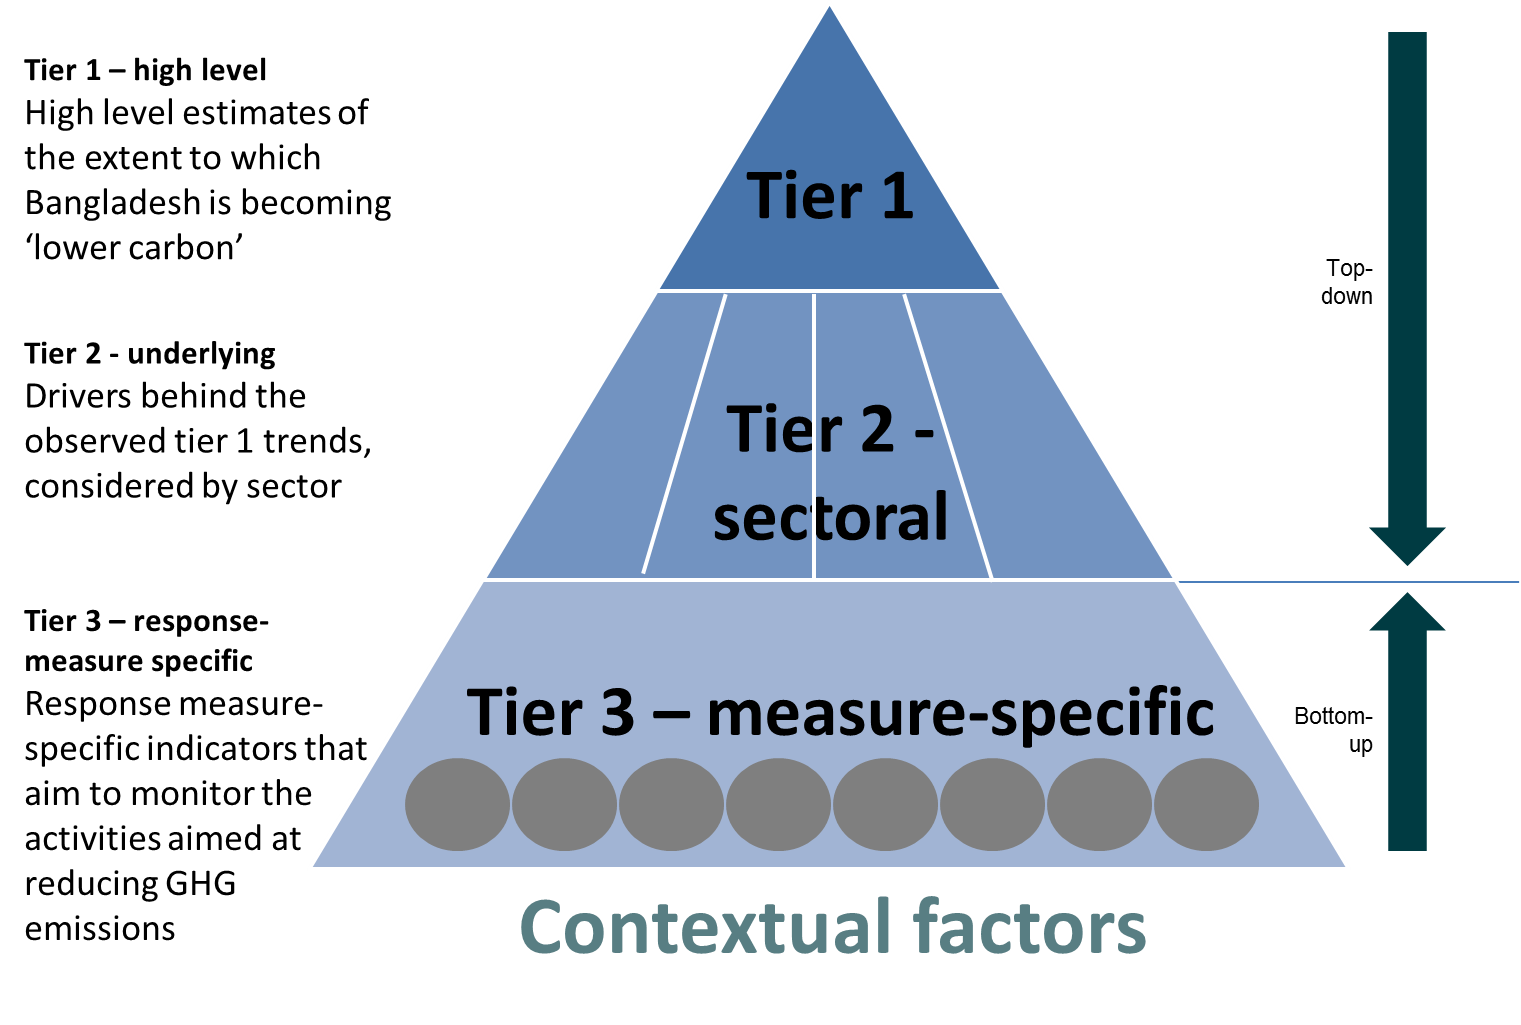 Tier 1 – high level
High level estimates of
the extent to which
Bangladesh is becoming
‘lower carbon’
Tier 2 - underlying
Drivers behind the
observed tier 1 trends,
considered by sector
Tier 3 – response-
measure specific
Response measure-
specific indicators that
aim to monitor the
activities aimed at
reducing GHG
emissions
Tier 1
Tier 2 -
sectoral
Tier 3 – measure-specific
Contextual factors
Top-
down
Bottom-
up